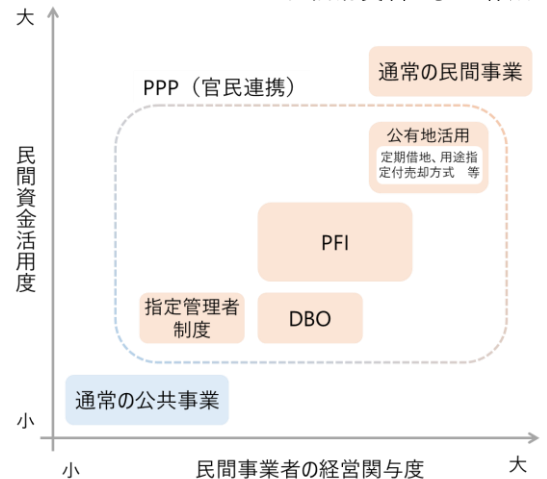 大
通常の民間事業
PPP（官民連携）
公有地活用
定期借地、用途指
定付売却方式　等
民間資金活用度
PFI
指定管理者
制度
DBO
通常の公共事業
小
小
民間事業者の経営関与度
大